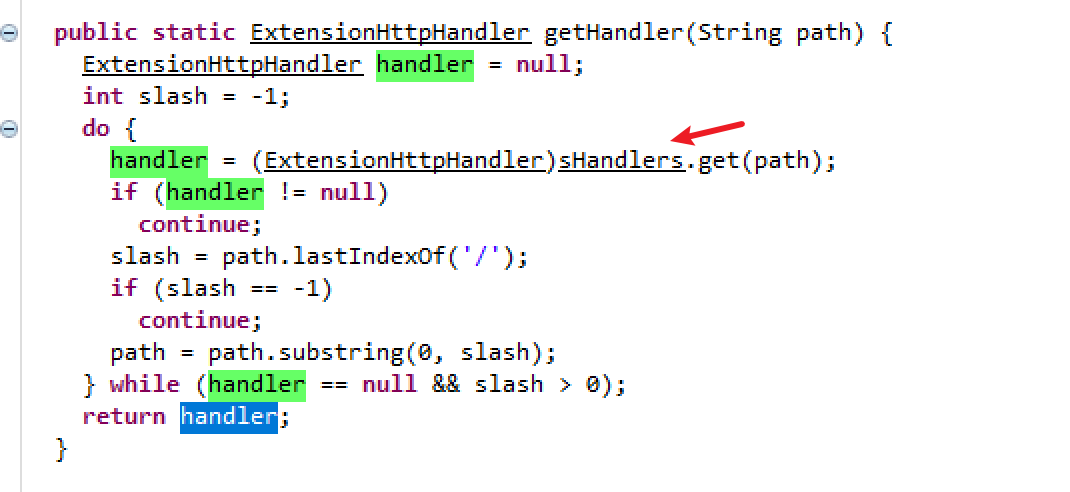 public static ExtensionHttpHandler getHandler(String path) {
  ExtensionHttpHandler handler = null;
  int slash = -1;
  do {
    handler = (ExtensionHttpHandler)sHandlers.get(path);
    if (handler != null)
      continue;
    slash = path.lastIndexOf('/');
    if (slash == -1)
      continue;
    path = path.substring(0, slash);
  } while (handler == null && slash > 0);
  return handler;
}